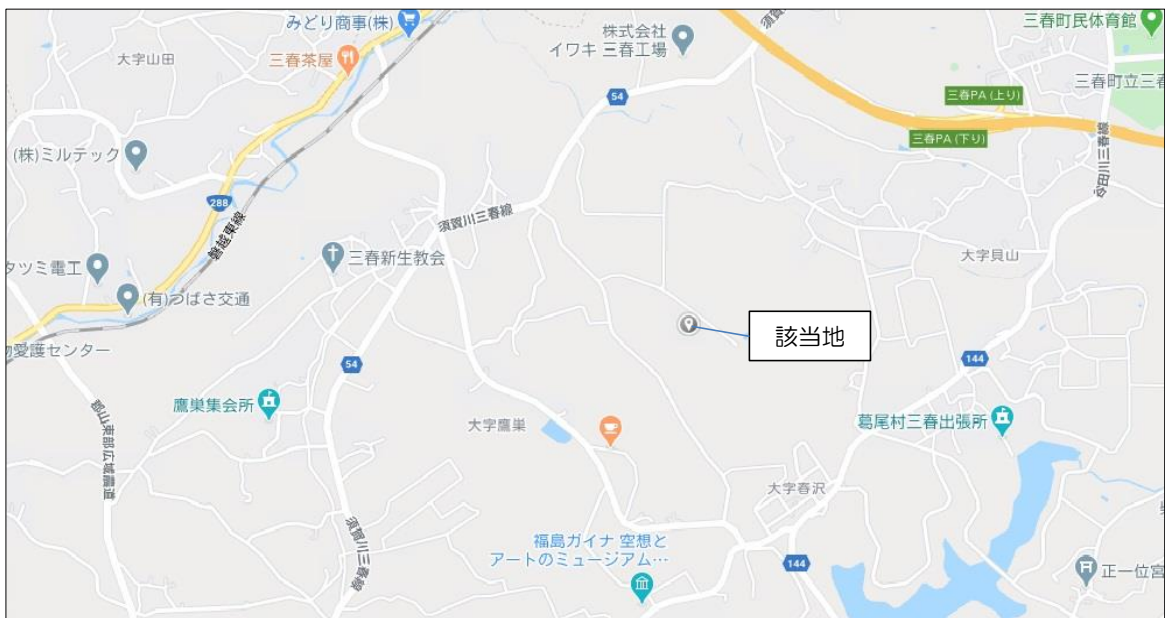 みどり商事(株)
株式会社
イワキ 三春工場
三春町民体育館
大字山田
三春茶屋
三春町立三春
三春PA (上り)
54
三春PA (下り)
(株)ミルテック
288
磐越東線
須賀川三春線
三春新生教会
大字貝山
タツミ電工
(有)つばさ交通
該当地
物愛護センター
54
144
鷹巣集会所
大字鷹巣
葛尾村三春出張所
郡山東部広域農道
大字春沢
須賀川三春線
福島ガイナ 空想と
アートのミュージアム…
144
正一位宮